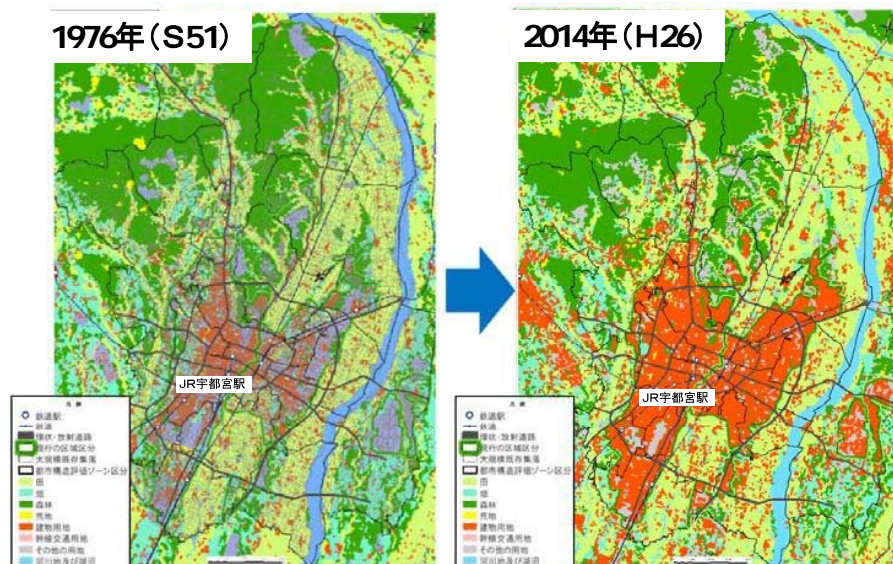 1976年(S51)
2014年(H26)
JR宇都宮駅
JR宇都宮駅
凡例
鉄道駅
鉄道
環状・放射道路
現行の区域区分
大規模既存集落
都市構造評価ゾーン区分
田
畑
森林
荒地
建物用地
幹線交通用地
その他の用地
河川地及び湖沼
凡例
鉄道駅
鉄道
環状・放射道路
現行の区域区分
大規模既存集落
都市構造評価ゾーン区分
田
畑
森林
荒地
建物用地
幹線交通用地
その他の用地
河川地及び湖沼